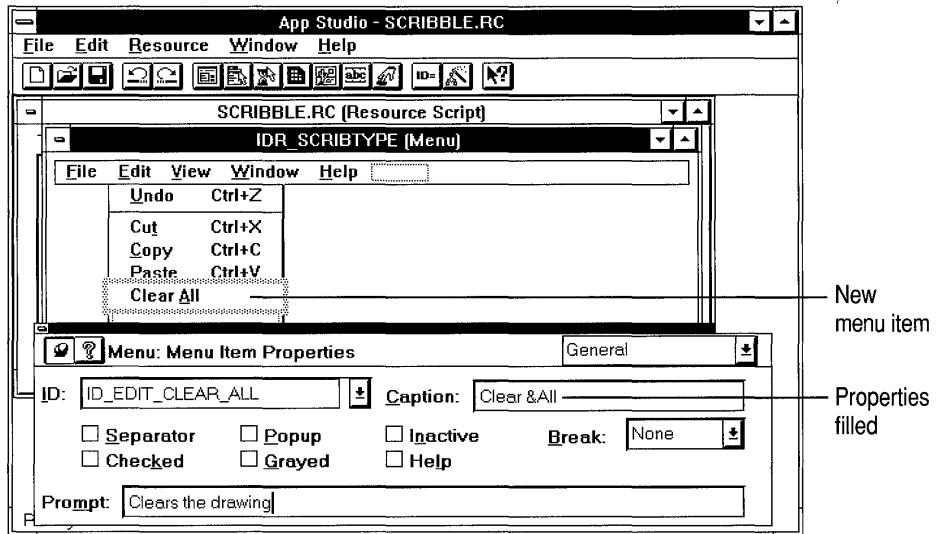 App Studio - SCRIBBLE.RC
File Edit Resource Window Help
abc ID=
SCRIBBLE.RC (Resource Script)
IDR_SCRIBTYPE (Menu)
File Edit View Window Help
Undo Ctrl+Z
Cut Ctrl+X
Copy Ctrl+C
Paste Ctrl+V
Clear All
New
menu item
Menu: Menu Item Properties General
ID: ID_EDIT_CLEAR_ALL Caption: Clear &All
Properties
filled
Separator Popup Inactive Break: None
Checked Grayed Help
Prompt: Clears the drawing